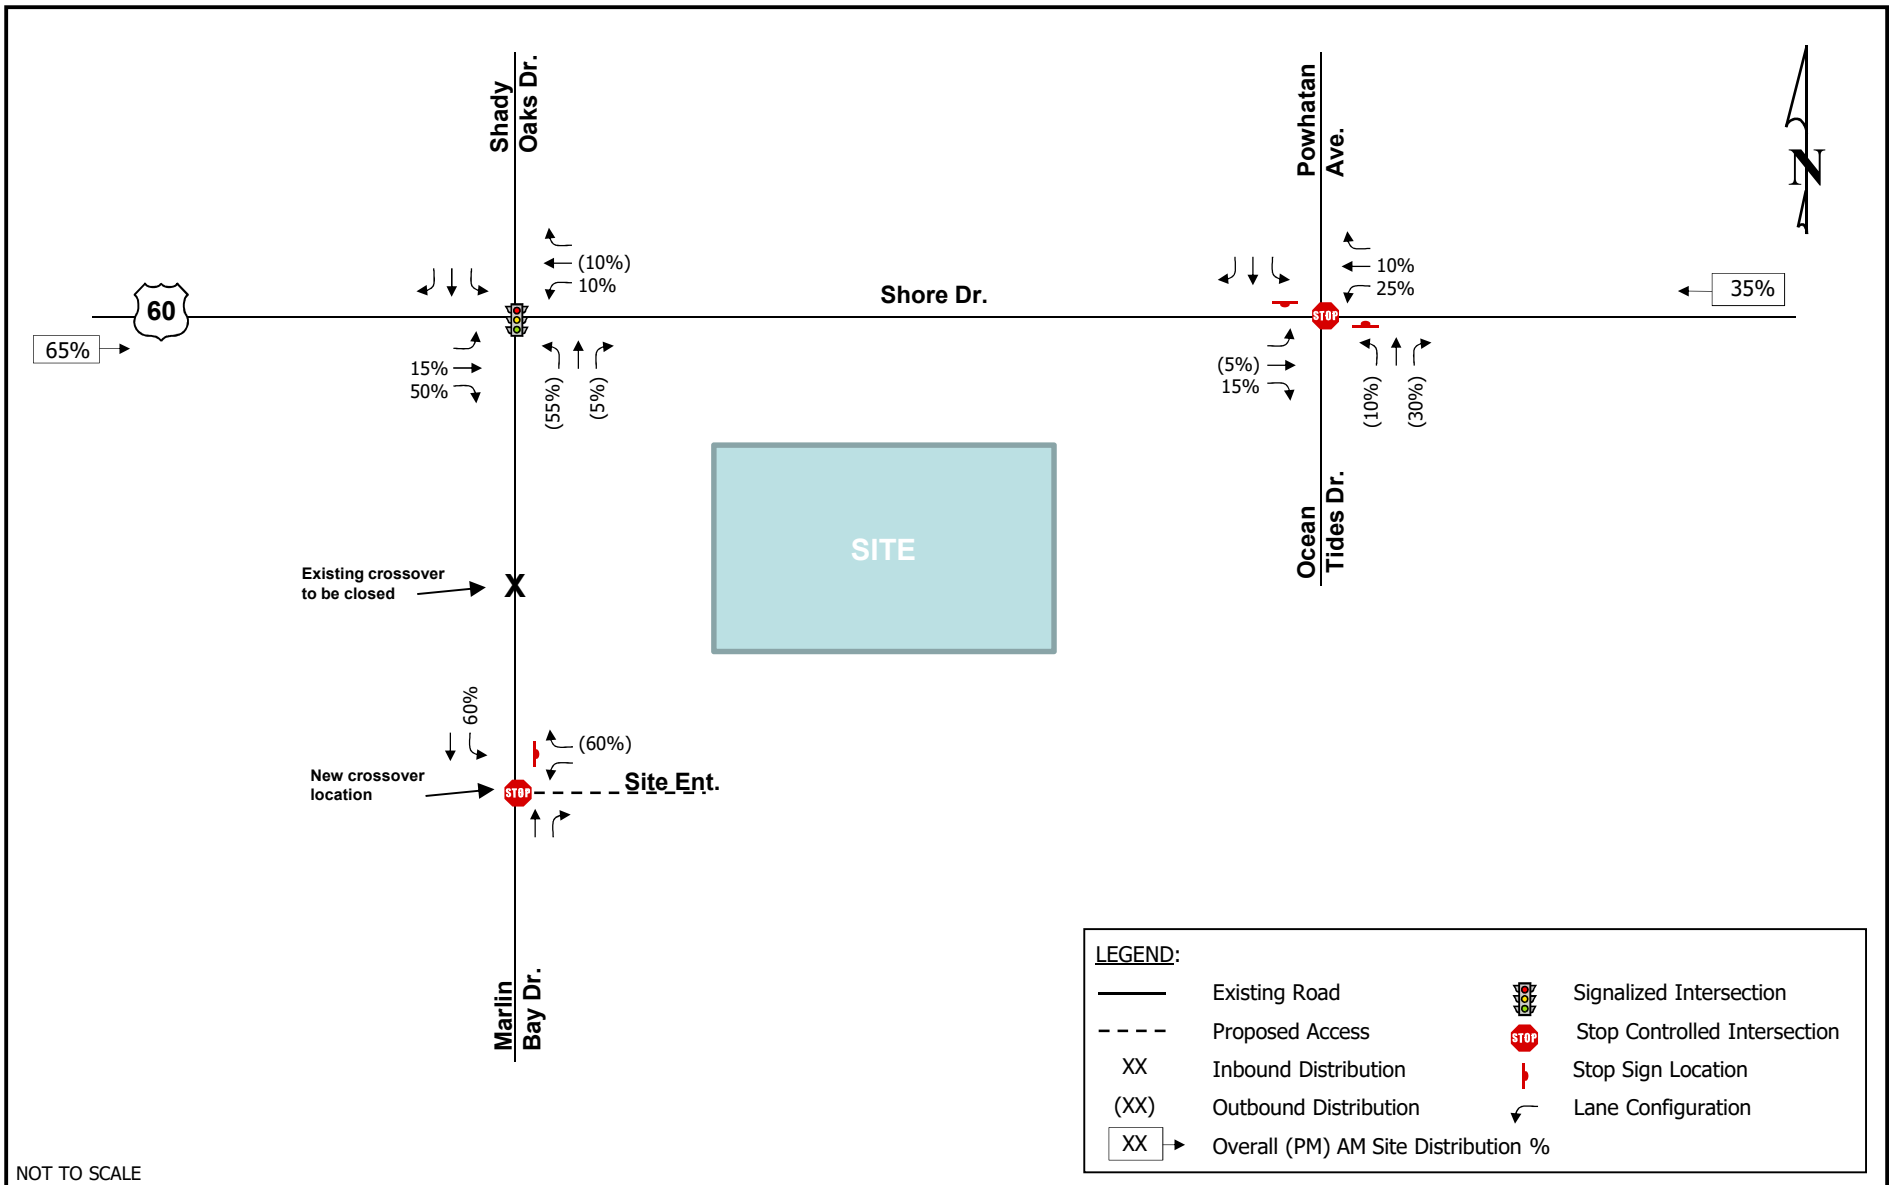 Shady
Oaks Dr.
Powhatan
Ave.
N
(10%)
10%
10%
25%
35%
60
Shore Dr.
STOP
65%
15%
50%
(55%)
(5%)
(5%)
15%
(10%)
(30%)
SITE
Ocean
Tides Dr.
Existing crossover
to be closed
X
60%
(60%)
New crossover
location
STOP
Site Ent.
Marlin
Bay Dr.
LEGEND:
Existing Road
Signalized Intersection
Proposed Access
STOP
Stop Controlled Intersection
XX
Inbound Distribution
Stop Sign Location
(XX)
Outbound Distribution
Lane Configuration
XX
Overall (PM) AM Site Distribution %
NOT TO SCALE